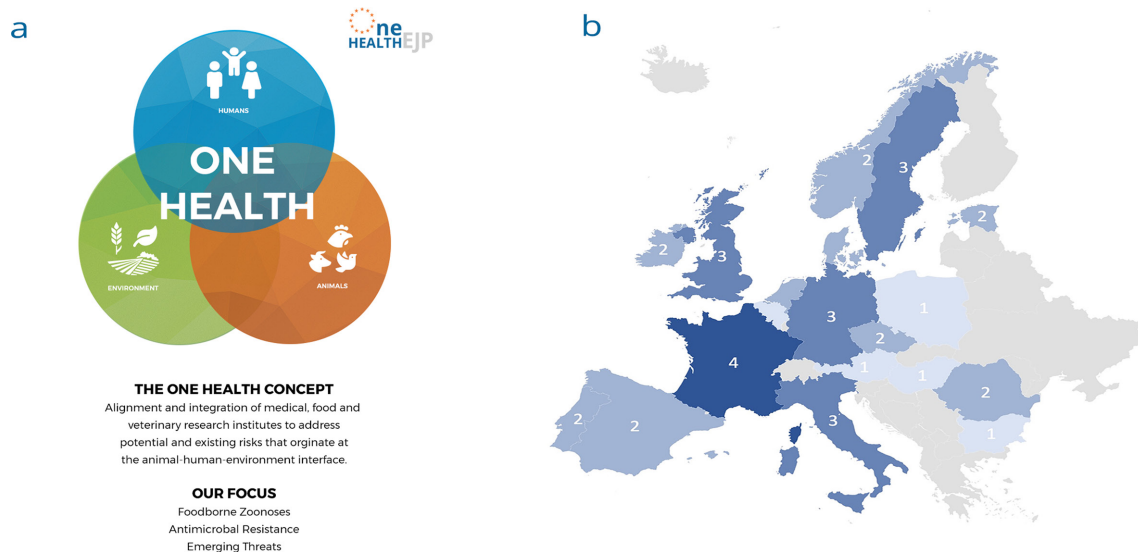 a
One
HEALTHEJP
HUMANS
ONE
HEALTH
ENVIRONMENT
ANIMALS
THE ONE HEALTH CONCEPT
Alignment and integration of medical, food and
veterinary research institutes to address
potential and existing risks that orginate at
the animal-human-environment interface.
OUR FOCUS
Foodborne Zoonoses
Antimicrobial Resistance
Emerging Threats
b
2
3
2
2
3
3
1
2
4
1
1
2
2
2
3
1